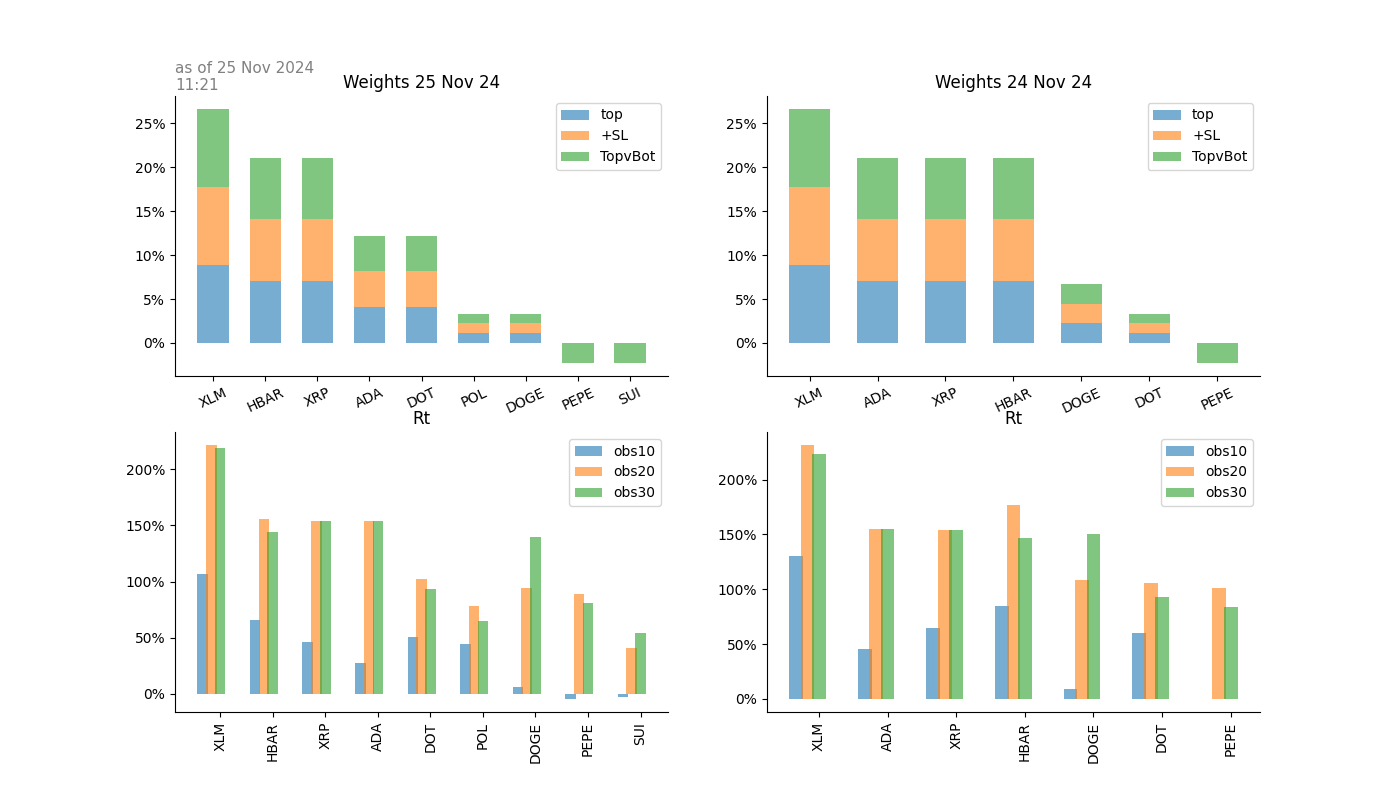 as of 25 Nov 2024
11:21
Weights 25 Nov 24
25%
20%
15%
10%
5%
0%
top
+SL
TopvBot
XLM HBAR XRP ADA DOT POL DOGE PEPE SUI
Weights 24 Nov 24
25%
20%
15%
10%
5%
0%
top
+SL
TopvBot
XLM ADA XRP HBAR DOGE DOT PEPE
Rt
200%
150%
100%
50%
0%
obs10
obs20
obs30
XLM HBAR XRP ADA DOT POL DOGE PEPE SUI
Rt
200%
150%
100%
50%
0%
obs10
obs20
obs30
XLM ADA XRP HBAR DOGE DOT PEPE